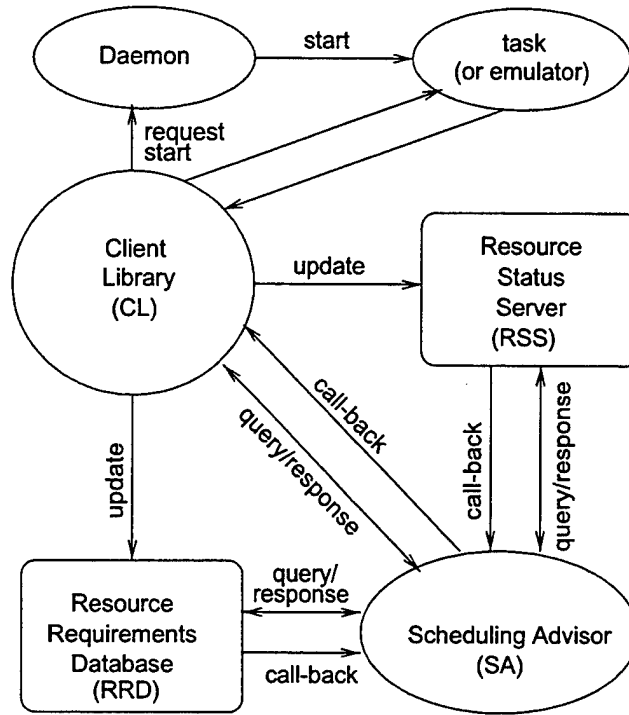 Daemon
start
task
(or emulator)
request
start
Client
Library
(CL)
update
Resource
Status
Server
(RSS)
call-back
query/response
call-back
query/response
update
Resource
Requirements
Database
(RRD)
query/
response
call-back
Scheduling Advisor
(SA)